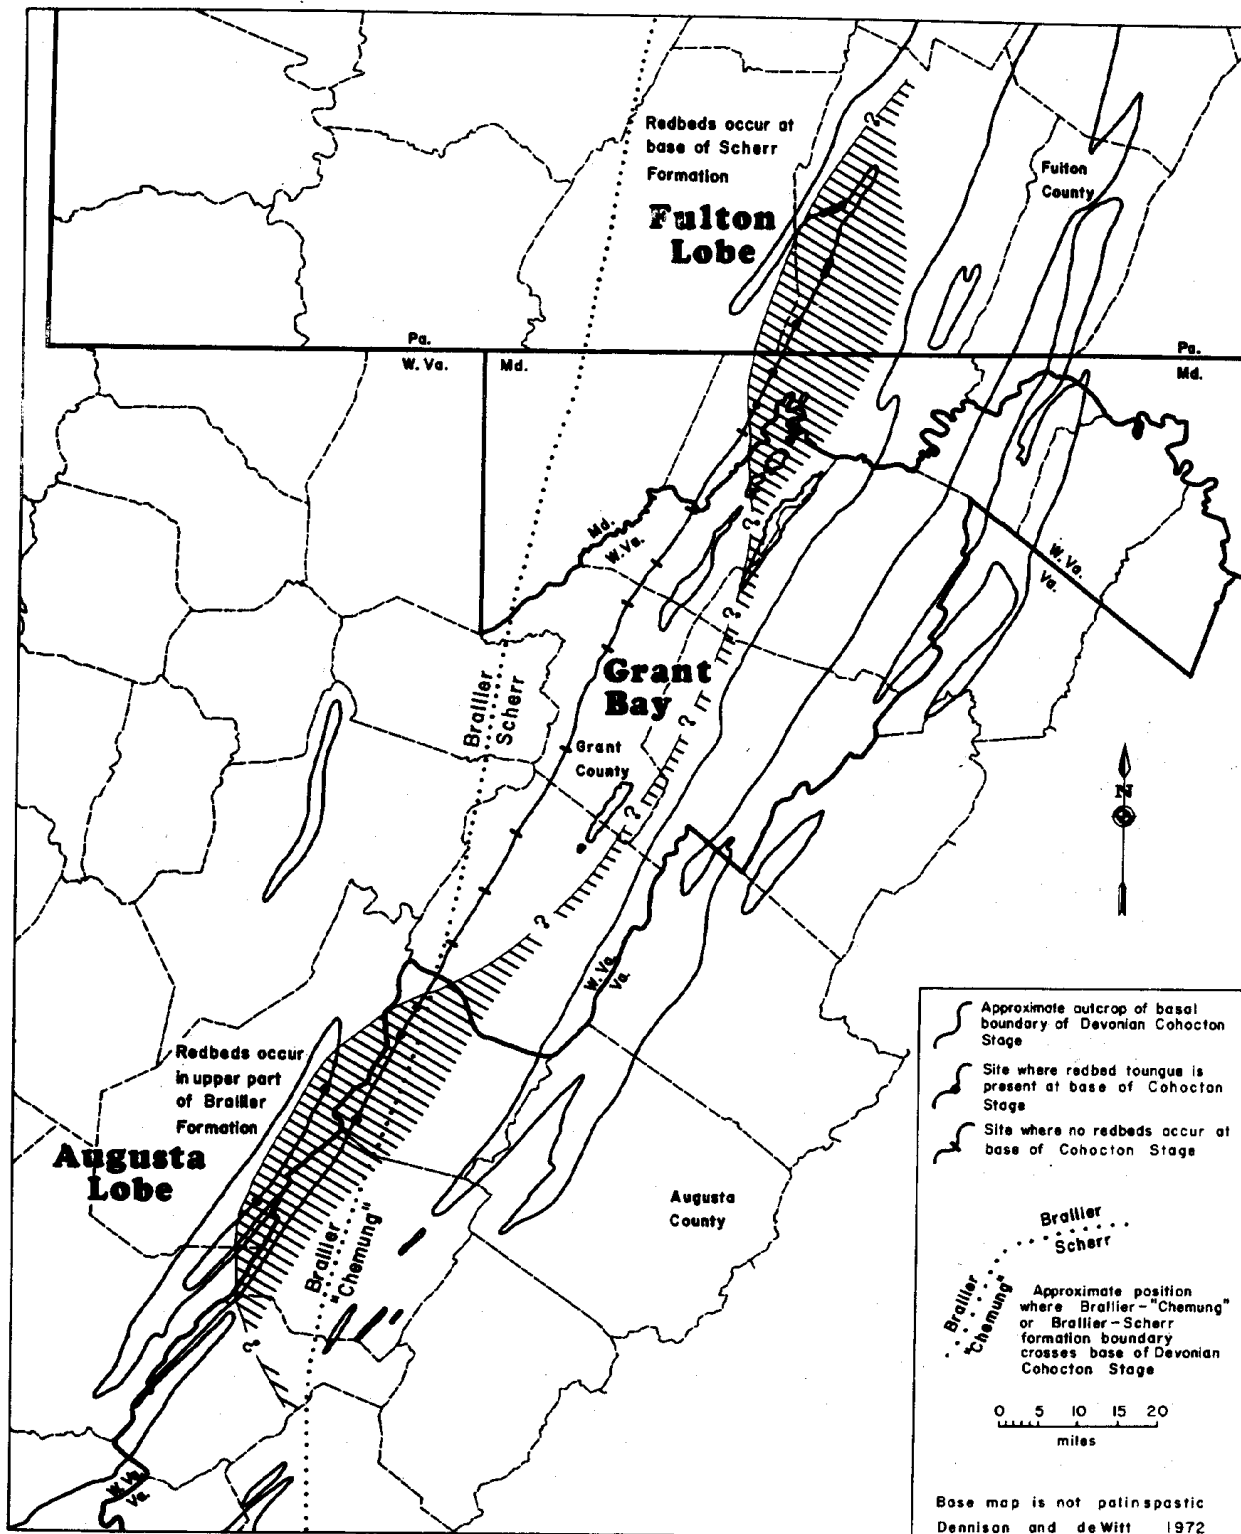 Redbeds occur at
base of Scherr
Formation
Fulton
Lobe
?
Fulton
County
Pa.
W. Va.
Md.
Pa.
Md.
Md.
W. Va.
?
W. Va.
Va.
?
Grant
Bay
Brallier
Scherr
?
Grant
County
?
N
?
W. Va.
Va.
Redbeds occur
in upper part
of Brallier
Formation
Augusta
Lobe
Augusta
County
Brallier
"Chemung"
?
W. Va.
Va.
Approximate outcrop of basal
boundary of Devonian Cohocton
Stage
Site where redbed toungue is
present at base of Cohocton
Stage
Site where no redbeds occur at
base of Cohocton Stage
Brallier
Scherr
Brallier
"Chemung"
Approximate position
where Brallier-"Chemung"
or Brallier-Scherr
formation boundary
crosses base of Devonian
Cohocton Stage
0 5 10 15 20
miles
Base map is not palinspastic
Dennison and deWitt 1972